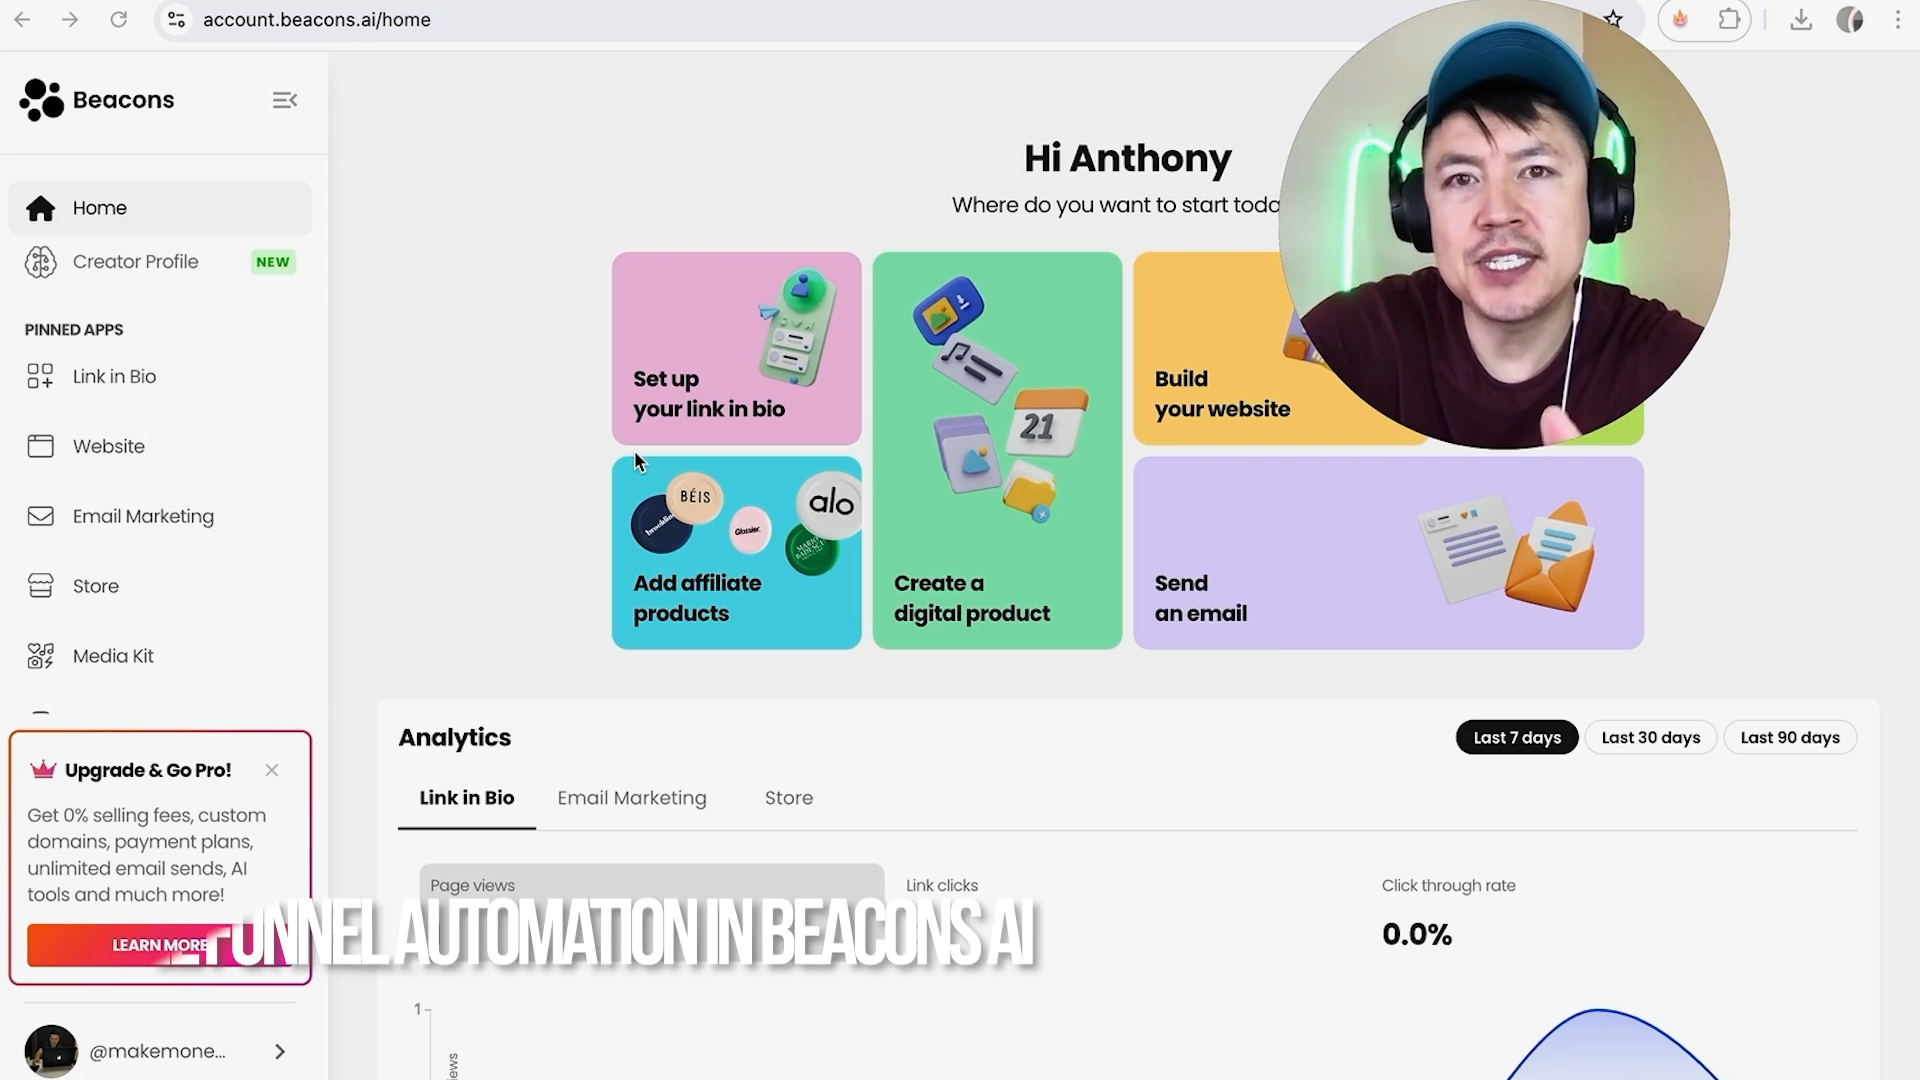 account.beacons.ai/home
Beacons
Home
Creator Profile
NEW
PINNED APPS
Link in Bio
Website
Email Marketing
Store
Media Kit
Upgrade & Go Pro!
Get 0% selling fees, custom
domains, payment plans,
unlimited email sends, AI
tools and much more!
LEARN MORE
@makemone...
Hi Anthony
Where do you want to start
Set up
your link in bio
21
Build
your website
BÉIS
alo
Glossier.
Add affiliate
products
Create a
digital product
Send
an email
Analytics
Last 7 days
Last 30 days
Last 90 days
Link in Bio
Email Marketing
Store
Page views
Link clicks
Click through rate
0.0%
FUNNEL AUTOMATION IN BEACONS AI
1